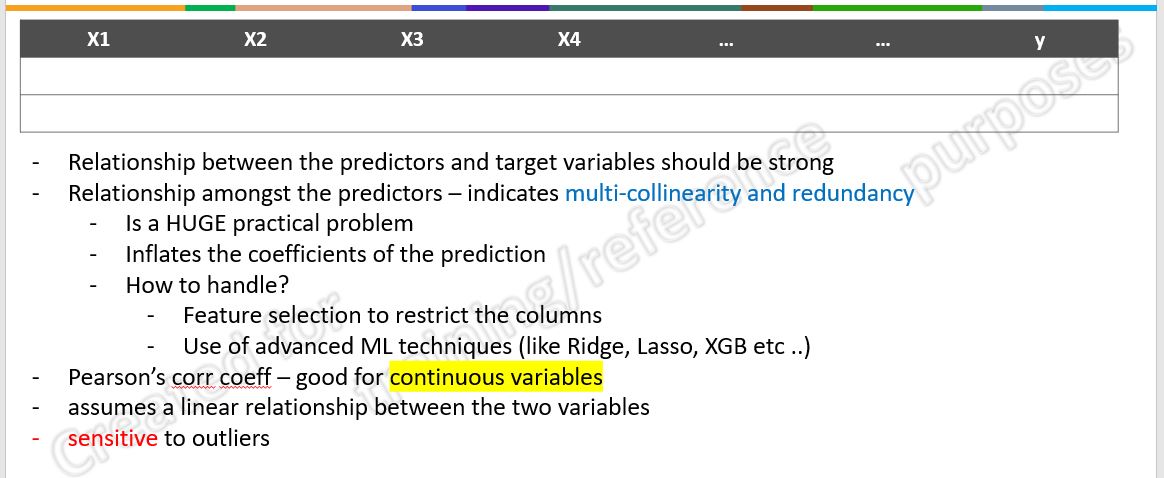 X1 X2 X3 X4 ... ... y
- Relationship between the predictors and target variables should be strong
- Relationship amongst the predictors – indicates multi-collinearity and redundancy
- Is a HUGE practical problem
- Inflates the coefficients of the prediction
- How to handle?
- Feature selection to restrict the columns
- Use of advanced ML techniques (like Ridge, Lasso, XGB etc ..)
- Pearson's corr coeff – good for continuous variables
- assumes a linear relationship between the two variables
- sensitive to outliers
Created for training/reference purposes